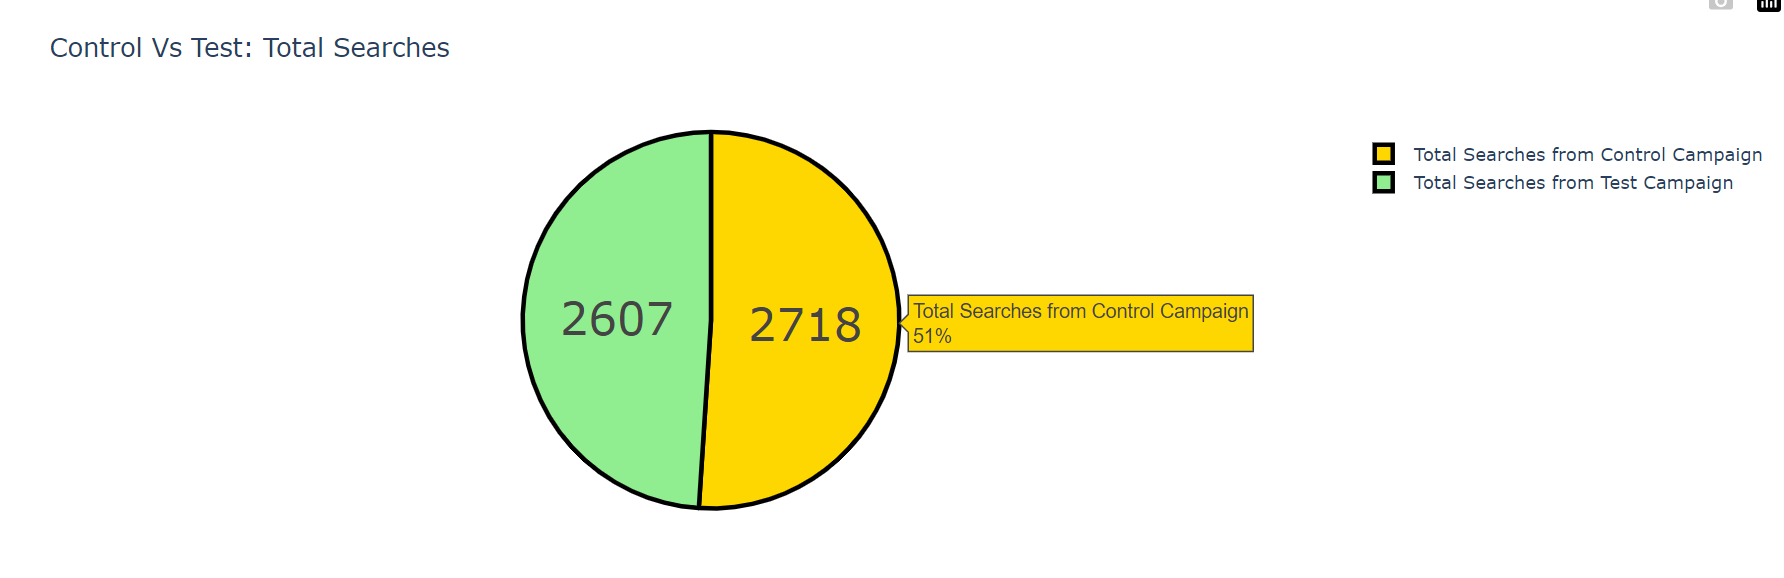 Control Vs Test: Total Searches
Total Searches from Control Campaign
Total Searches from Test Campaign
2607
2718
Total Searches from Control Campaign
51%